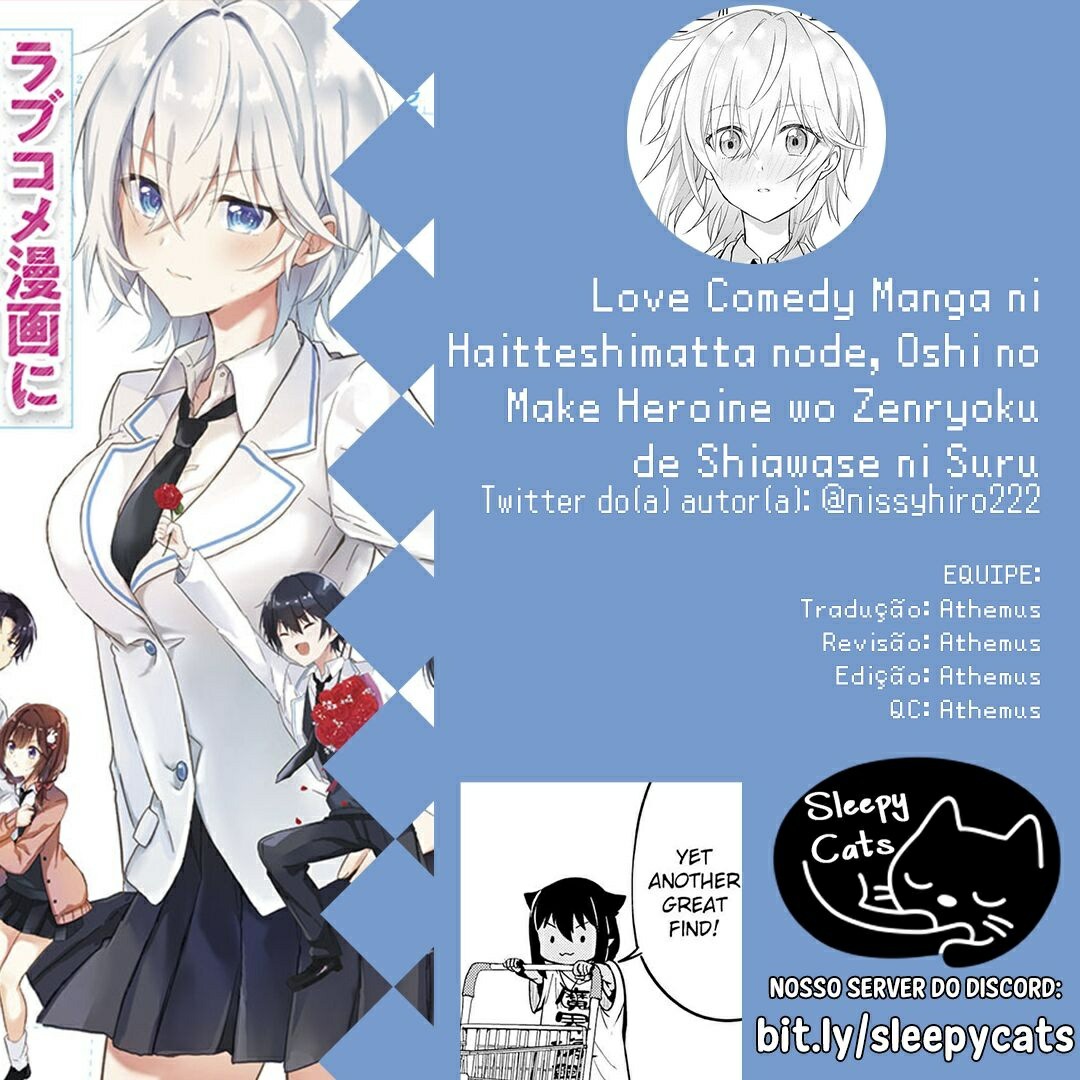 ラブコメ漫画に
Love Comedy Manga ni
Haitteshimatta node, Oshi no
Make Heroine wo Zenryoku
de Shiawase ni Suru
Twitter do(a) autor(a): @nissyhiro222
EQUIPE:
Tradução: Athemus
Revisão: Athemus
Edição: Athemus
QC: Athemus
YET
ANOTHER
GREAT
FIND!
Sleepy
Cats
NOSSO SERVER DO DISCORD:
bit.ly/sleepycats